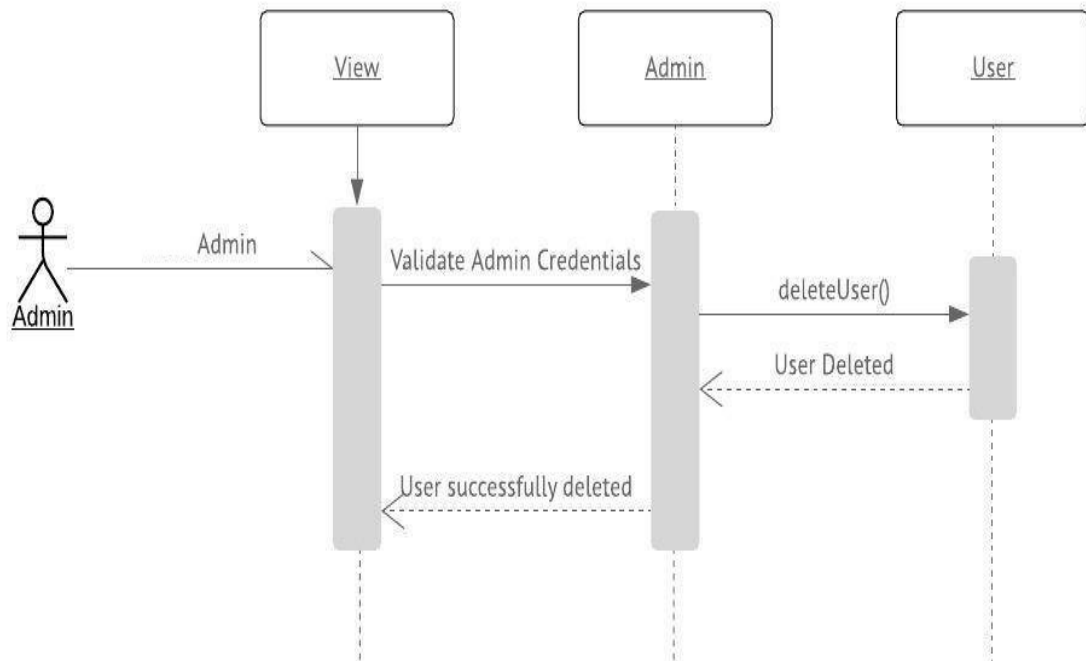 View
Admin
User
Admin
Validate Admin Credentials
deleteUser()
Admin
User Deleted
User successfully deleted